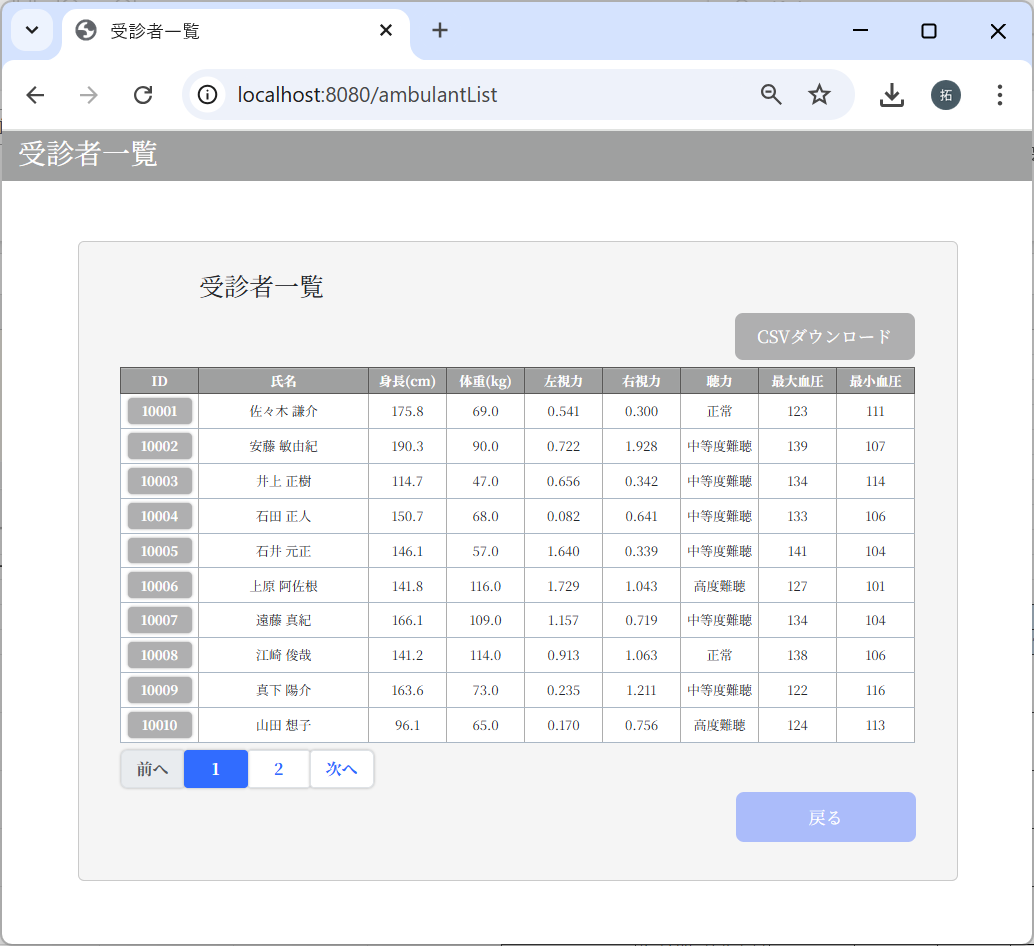 受診者一覧
localhost:8080/ambulantList
拓
受診者一覧
受診者一覧
CSVダウンロード
ID 氏名 身長(cm) 体重(kg) 左視力 右視力 聴力 最大血圧 最小血圧
10001 佐々木 謙介 175.8 69.0 0.541 0.300 正常 123 111
10002 安藤 敏由紀 190.3 90.0 0.722 1.928 中等度難聴 139 107
10003 井上 正樹 114.7 47.0 0.656 0.342 中等度難聴 134 114
10004 石田 正人 150.7 68.0 0.082 0.641 中等度難聴 133 106
10005 石井 元正 146.1 57.0 1.640 0.339 中等度難聴 141 104
10006 上原 阿佐根 141.8 116.0 1.729 1.043 高度難聴 127 101
10007 遠藤 真紀 166.1 109.0 1.157 0.719 中等度難聴 134 104
10008 江崎 俊哉 141.2 114.0 0.913 1.063 正常 138 106
10009 真下 陽介 163.6 73.0 0.235 1.211 中等度難聴 122 116
10010 山田 想子 96.1 65.0 0.170 0.756 高度難聴 124 113
前へ 1 2 次へ
戻る